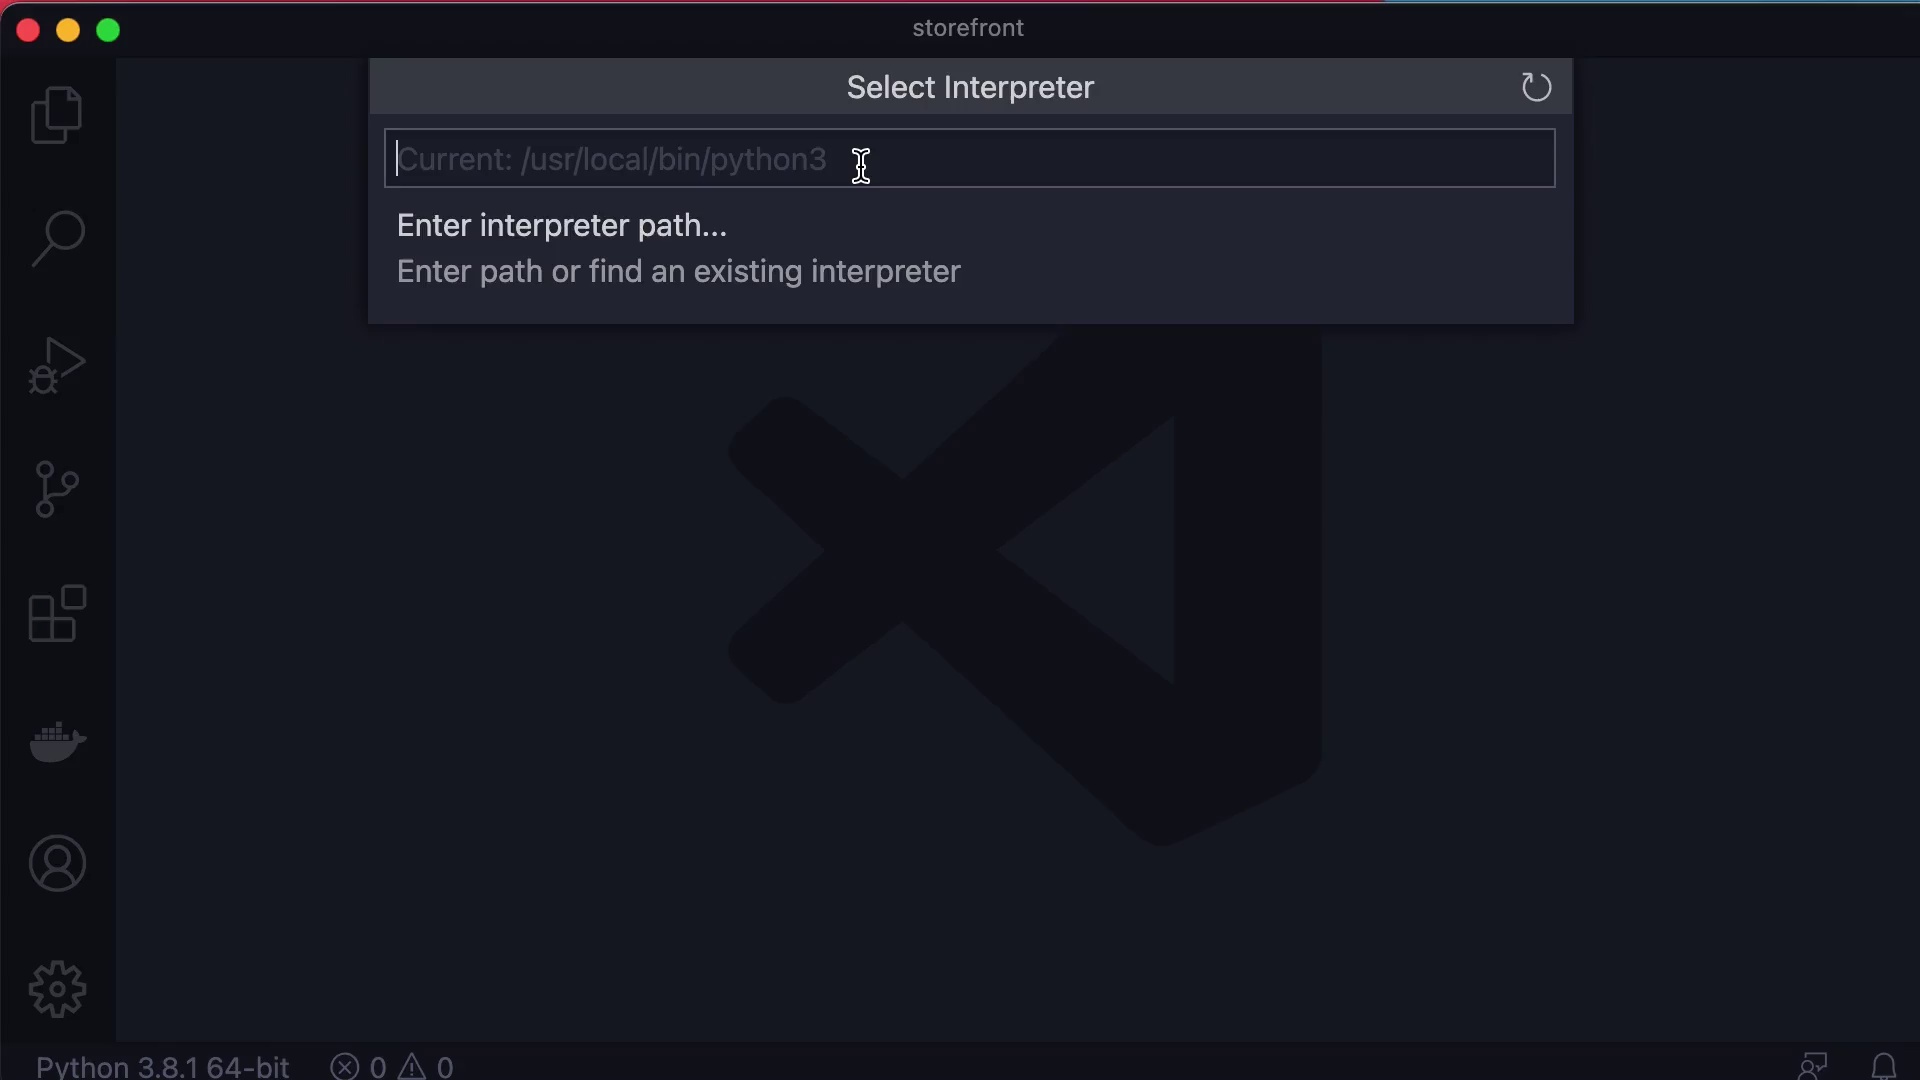 storefront
Select Interpreter
Current: /usr/local/bin/python3
Enter interpreter path...
Enter path or find an existing interpreter
Python 3.8.1 64-bit 0 0